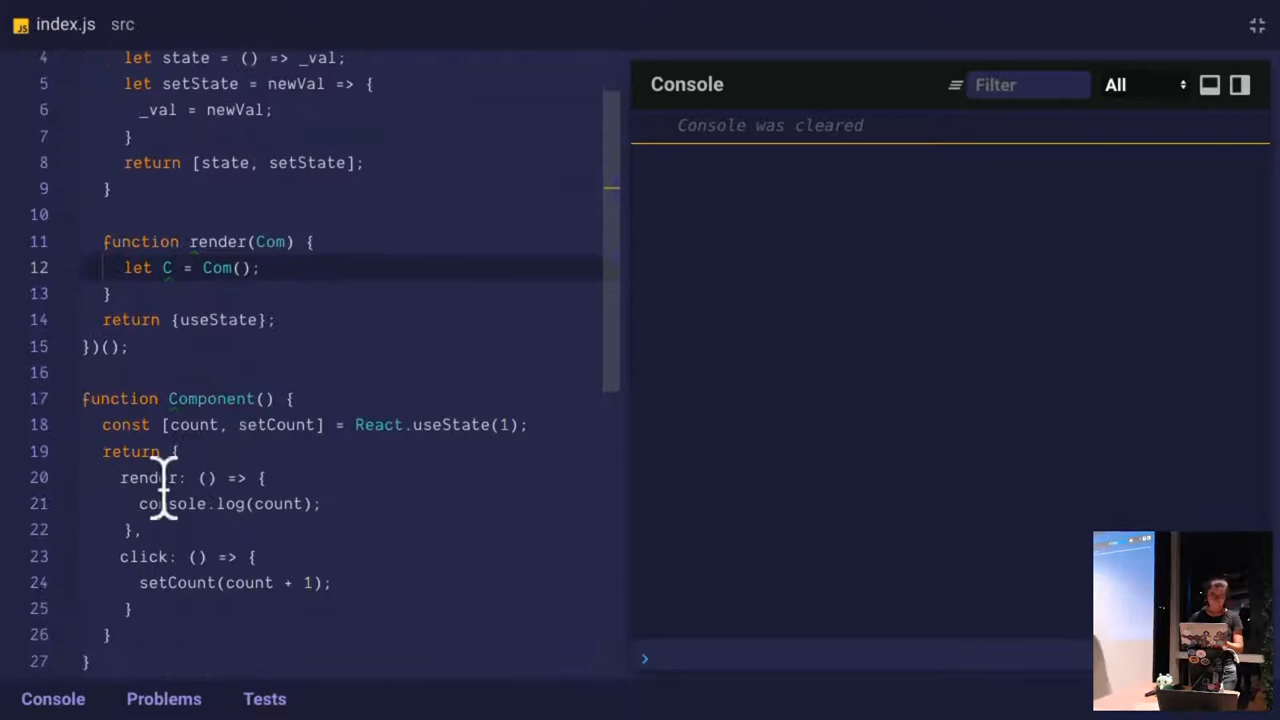 JS index.js src
4 let state = () => _val;
5 let setState = newVal => {
6 _val = newVal;
7 }
8 return [state, setState];
9 }
10
11 function render(Com) {
12 let C = Com();
13 }
14 return {useState};
15 })();
16
17 function Component() {
18 const [count, setCount] = React.useState(1);
19 return {
20 render: () => {
21 console.log(count);
22 },
23 click: () => {
24 setCount(count + 1);
25 }
26 }
27 }
Console Filter All
Console was cleared
Console Problems Tests